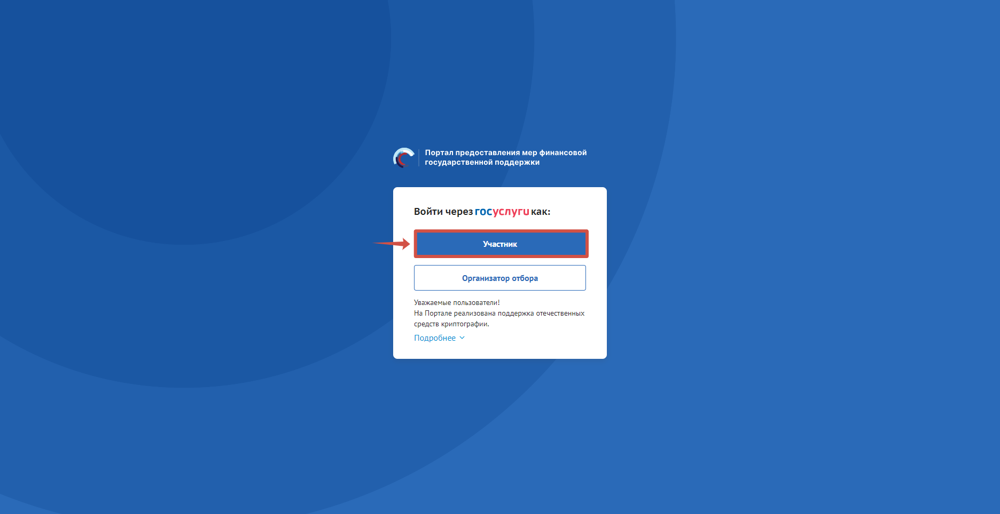 Портал предоставления мер финансовой
государственной поддержки
Войти через госуслуги как:
Участник
Организатор отбора
Уважаемые пользователи!
На Портале реализована поддержка отечественных
средств криптографии.
Подробнее